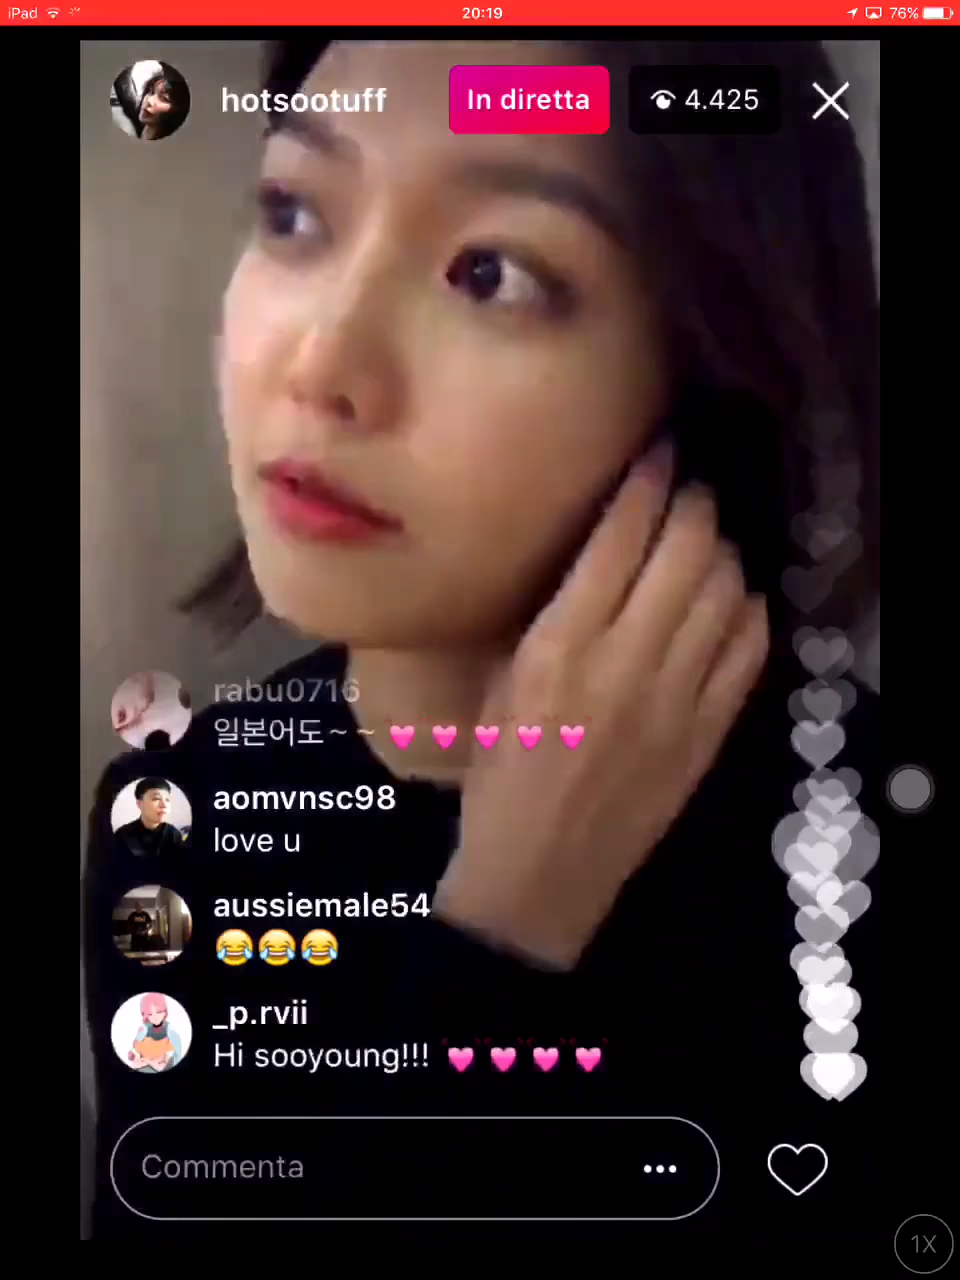 iPad 20:19 76%
hotsootuff In diretta 4.425
rabu0716
일본어도~~ 💓💓💓💓💓
aomvnsc98
love u
aussiemale54
😂😂😂
_p.rvii
Hi sooyoung!!! 💓💓💓💓
Commenta
1X